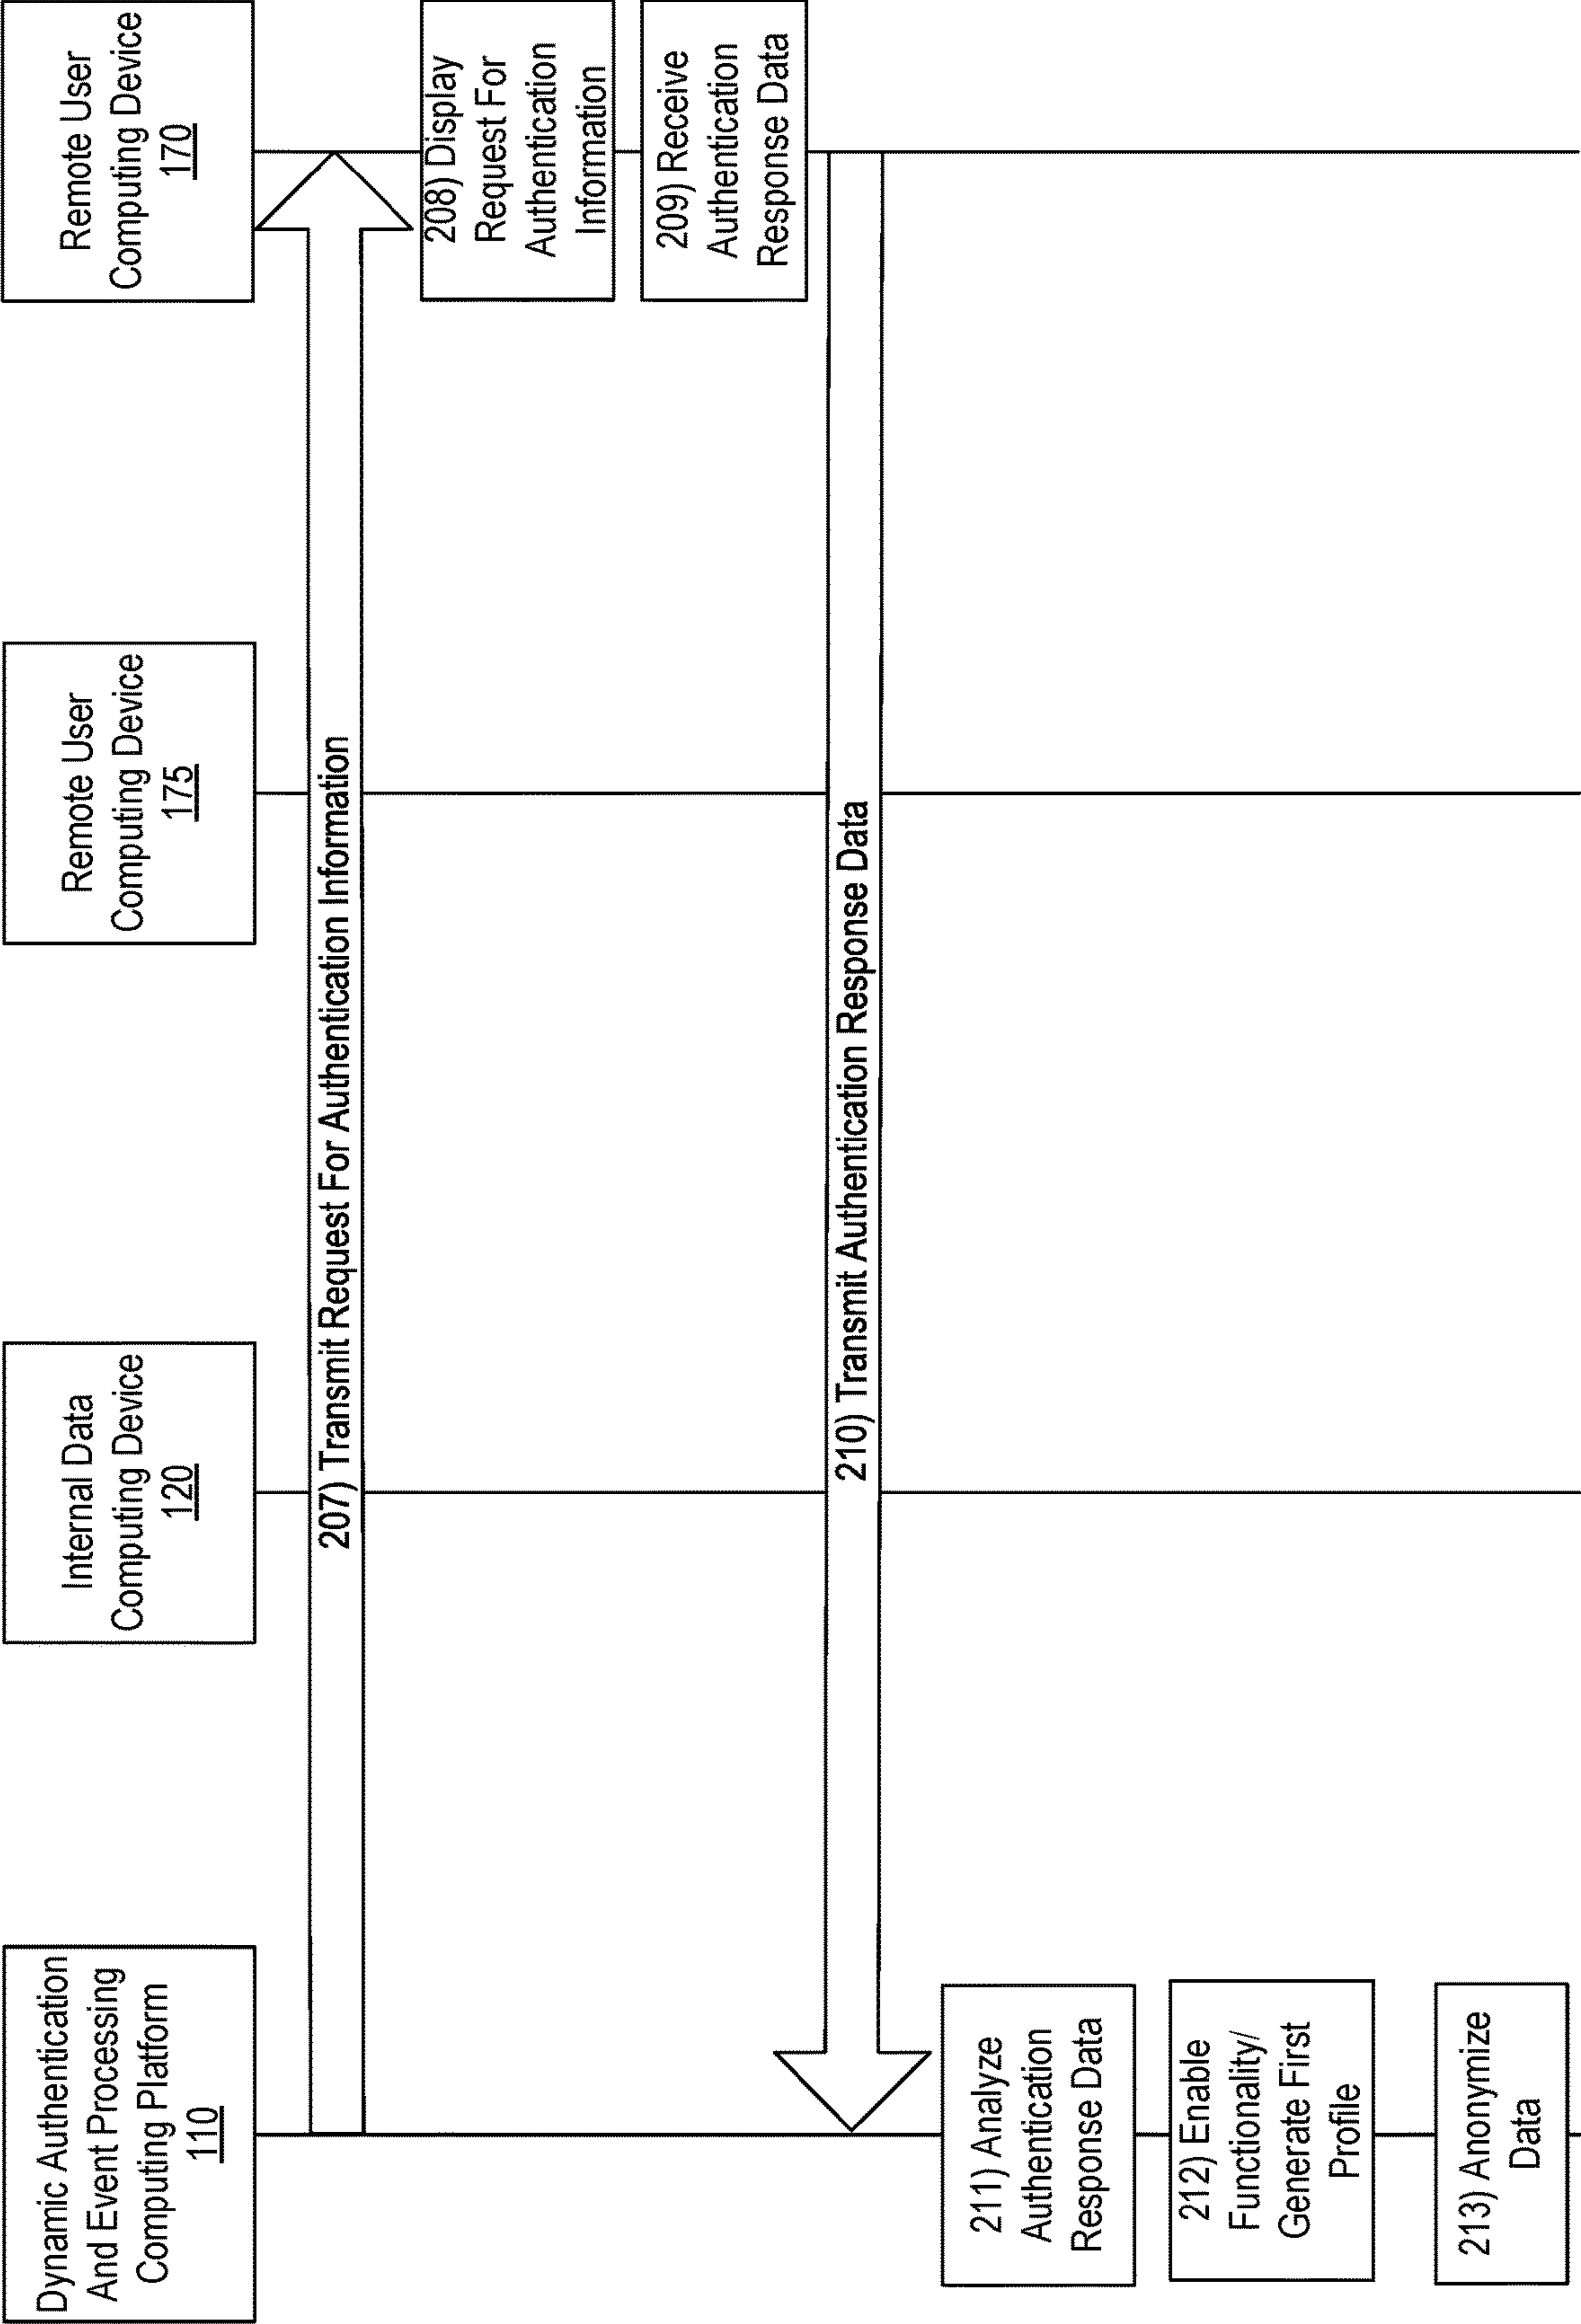 Dynamic Authentication
And Event Processing
Computing Platform
110
Internal Data
Computing Device
120
Remote User
Computing Device
175
Remote User
Computing Device
170
207) Transmit Request For Authentication Information
208) Display
Request For
Authentication
Information
209) Receive
Authentication
Response Data
210) Transmit Authentication Response Data
211) Analyze
Authentication
Response Data
212) Enable
Functionality/
Generate First
Profile
213) Anonymize
Data